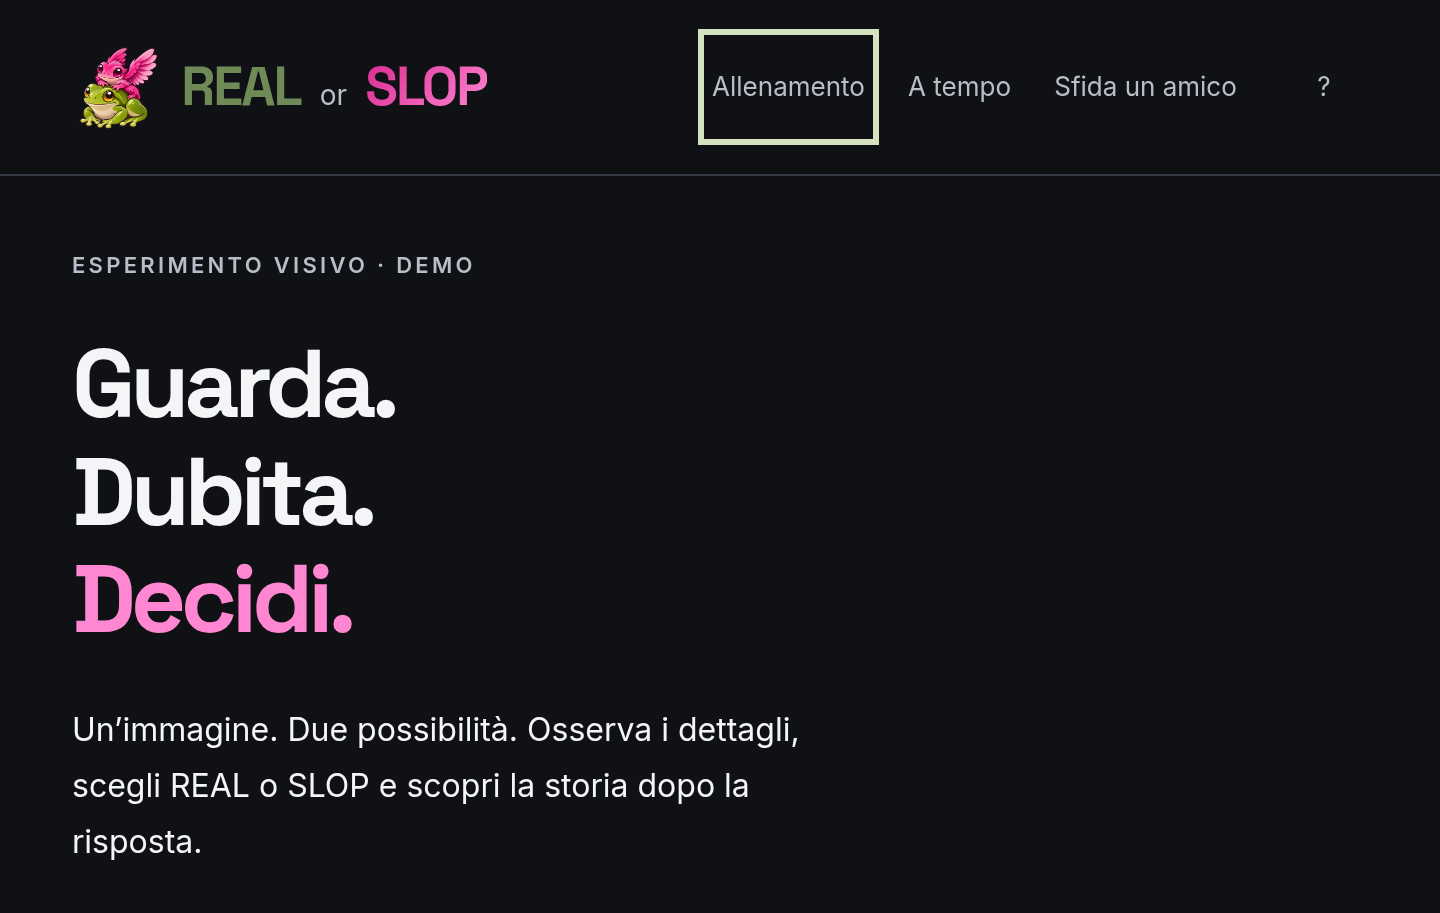 REAL or SLOP
Allenamento
A tempo
Sfida un amico
?
ESPERIMENTO VISIVO · DEMO
Guarda.
Dubita.
Decidi.
Un’immagine. Due possibilità. Osserva i dettagli,
scegli REAL o SLOP e scopri la storia dopo la
risposta.